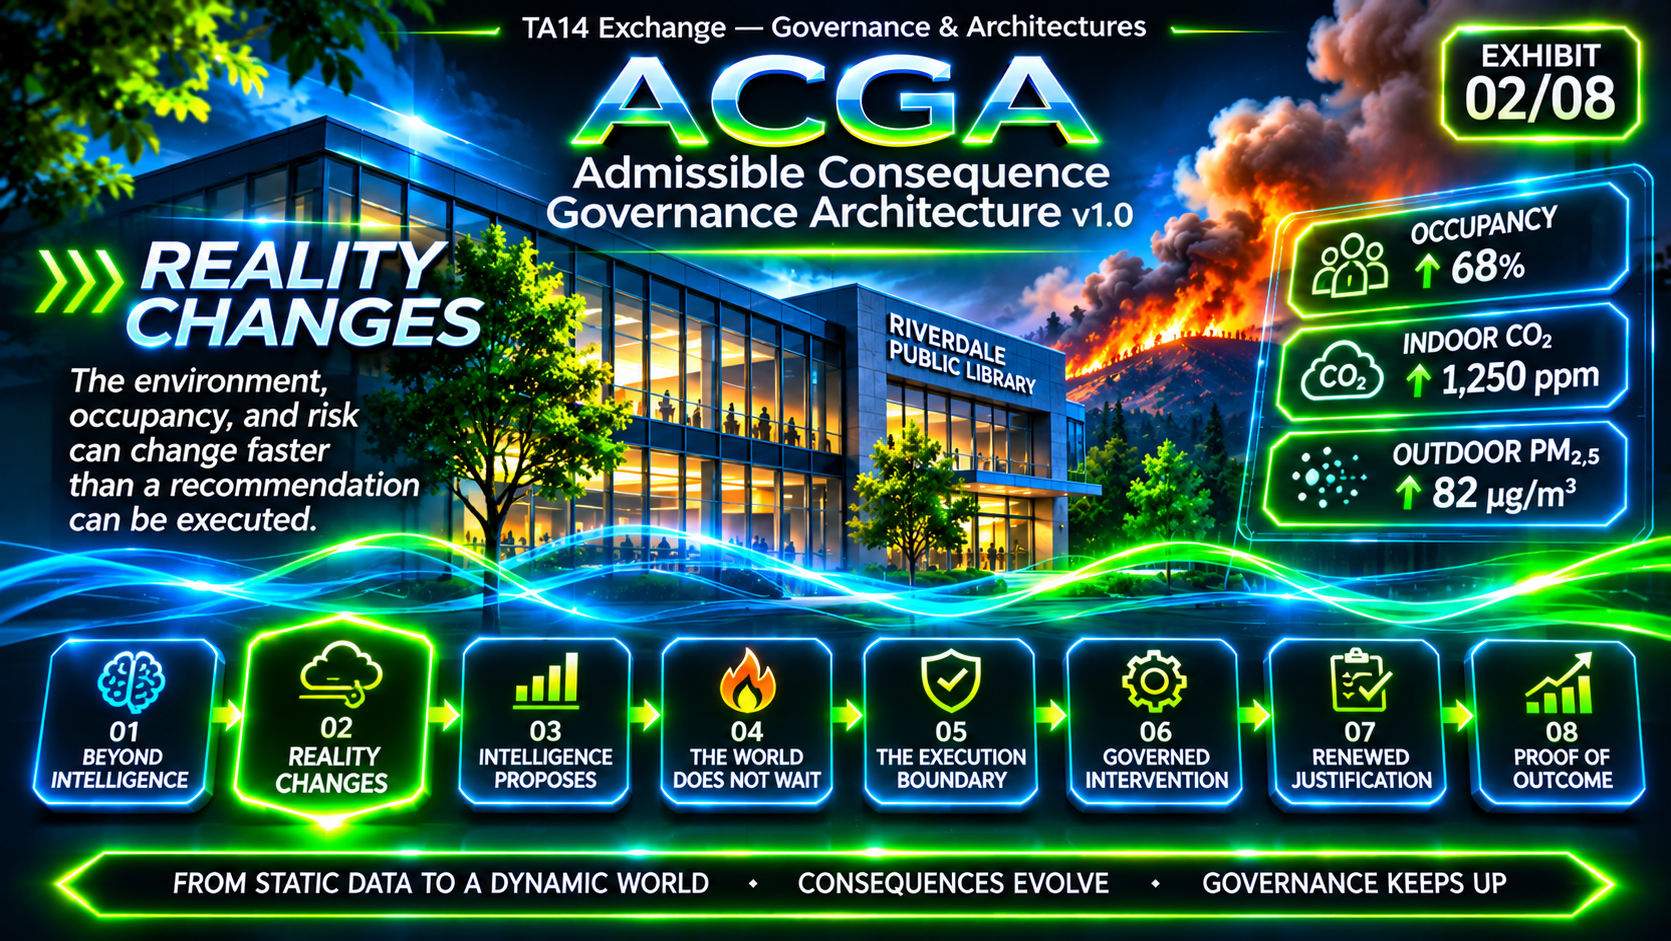 TA14 Exchange — Governance & Architectures
ACGA
Admissible Consequence
Governance Architecture v1.0
EXHIBIT
02/08
REALITY
CHANGES
The environment,
occupancy, and risk
can change faster
than a recommendation
can be executed.
RIVERDALE
PUBLIC LIBRARY
OCCUPANCY
↑ 68%
INDOOR CO₂
CO₂
↑ 1,250 ppm
OUTDOOR PM₂,₅
↑ 82 µg/m³
01
BEYOND
INTELLIGENCE
02
REALITY
CHANGES
03
INTELLIGENCE
PROPOSES
04
THE WORLD
DOES NOT WAIT
05
THE EXECUTION
BOUNDARY
06
GOVERNED
INTERVENTION
07
RENEWED
JUSTIFICATION
08
PROOF OF
OUTCOME
FROM STATIC DATA TO A DYNAMIC WORLD • CONSEQUENCES EVOLVE • GOVERNANCE KEEPS UP